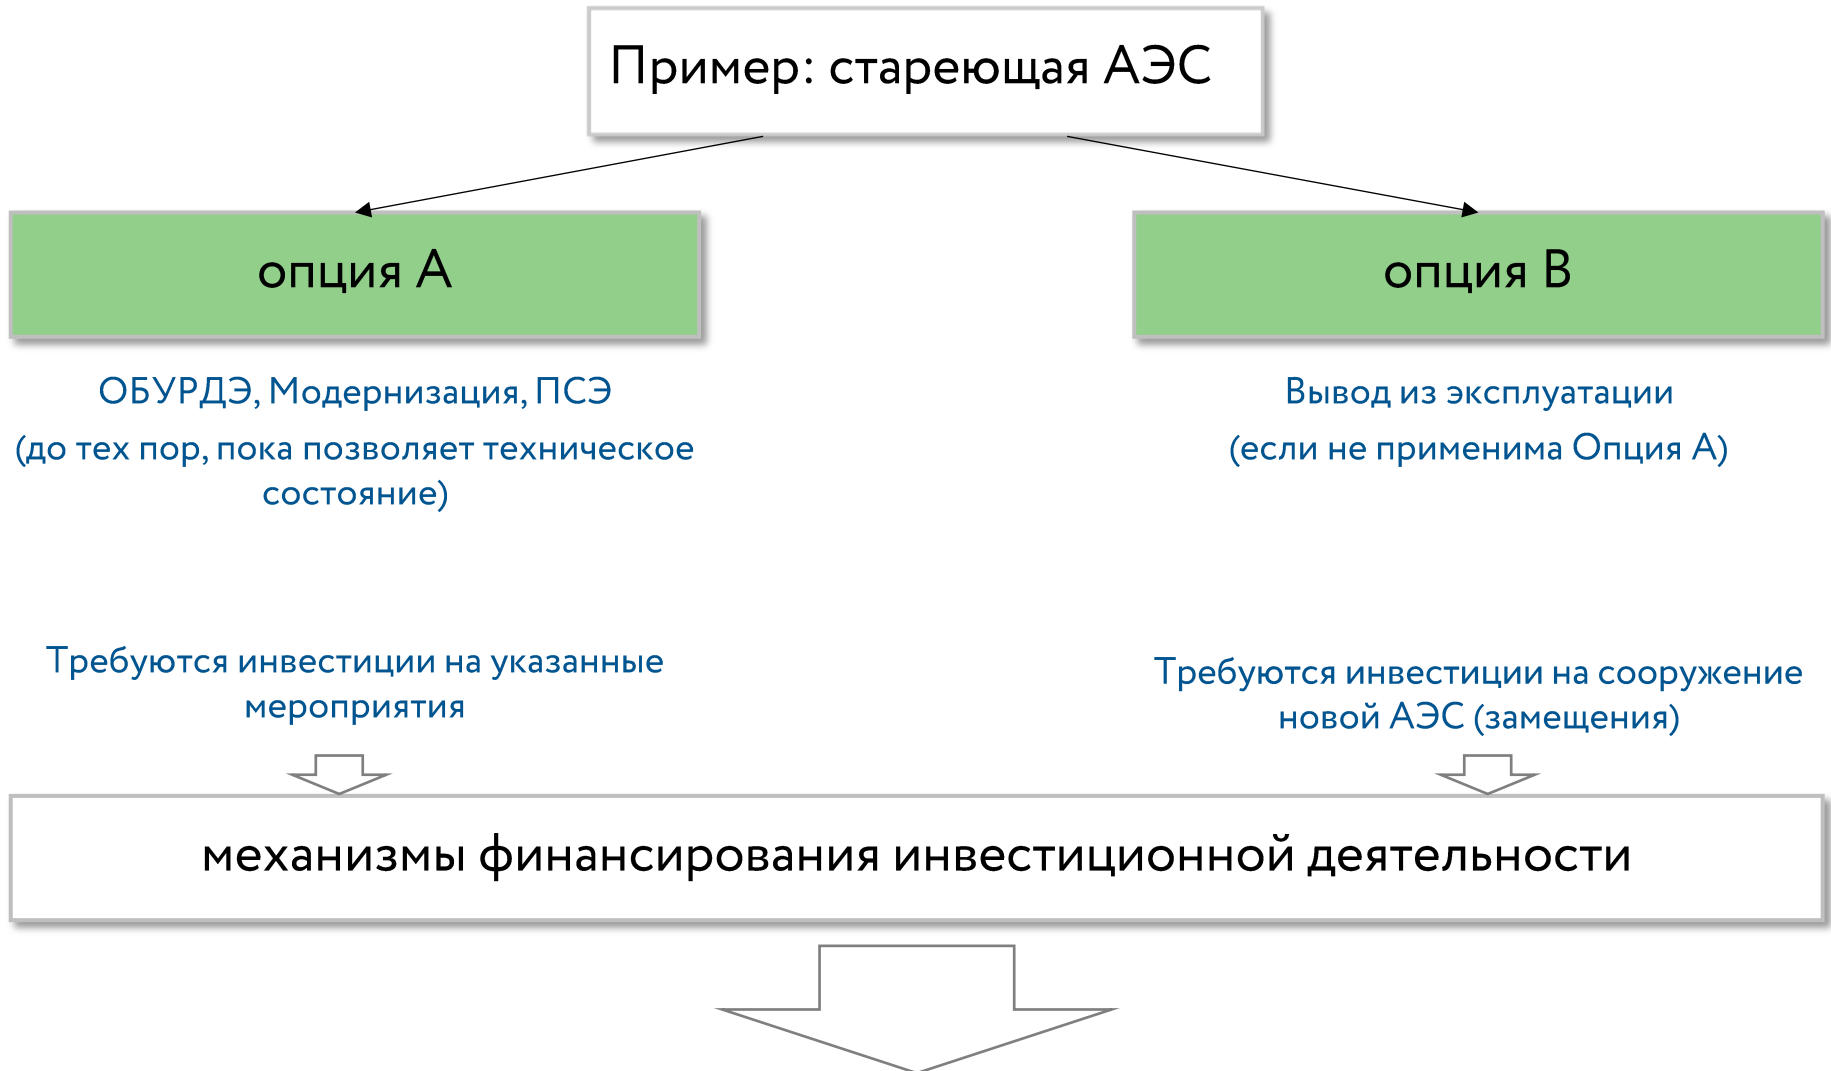 Пример: стареющая АЭС
опция А
ОБУРДЭ, Модернизация, ПСЭ
(до тех пор, пока позволяет техническое
состояние)
Требуются инвестиции на указанные
мероприятия
опция В
Вывод из эксплуатации
(если не применима Опция А)
Требуются инвестиции на сооружение
новой АЭС (замещения)
механизмы финансирования инвестиционной деятельности